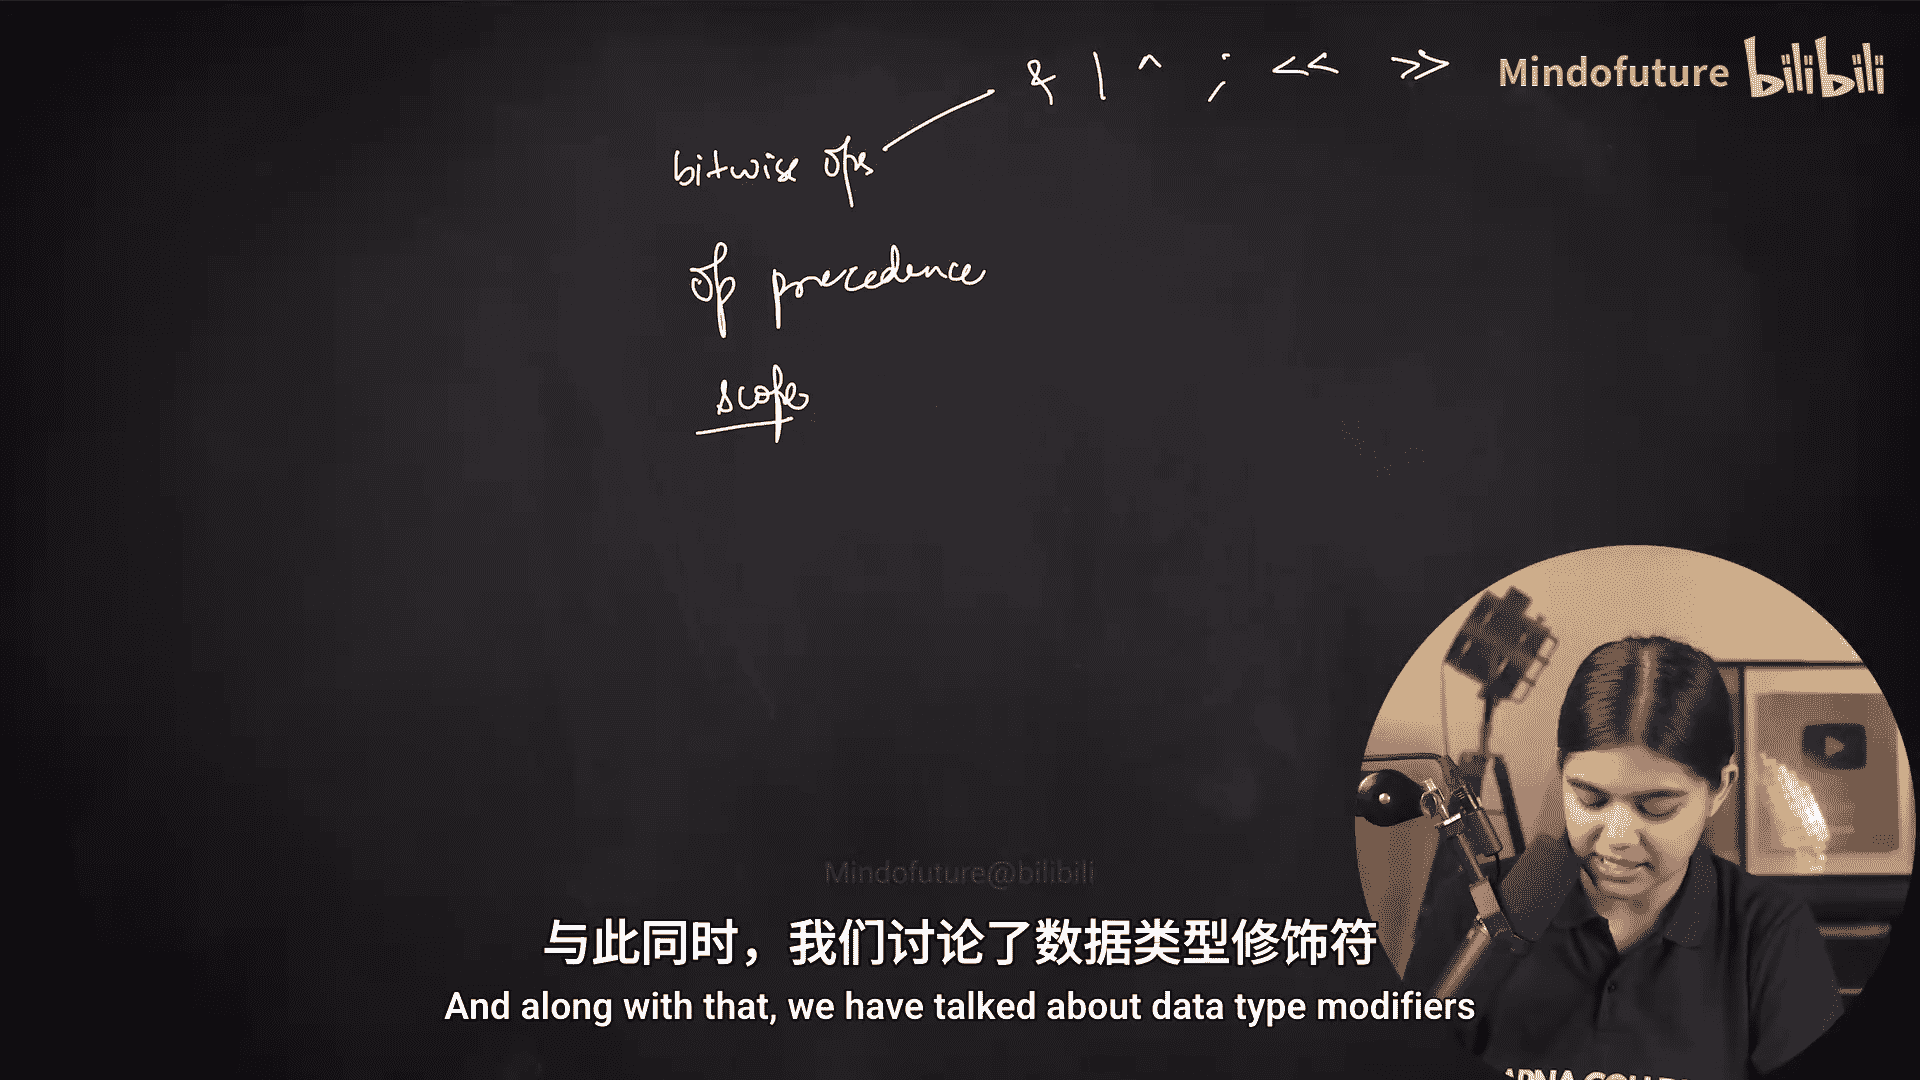 & | ^ ; << >>
Mindofuture bilibili
bitwise ops
op precedence
scope
Mindofuture@bilibili
与此同时，我们讨论了数据类型修饰符
And along with that, we have talked about data type modifiers